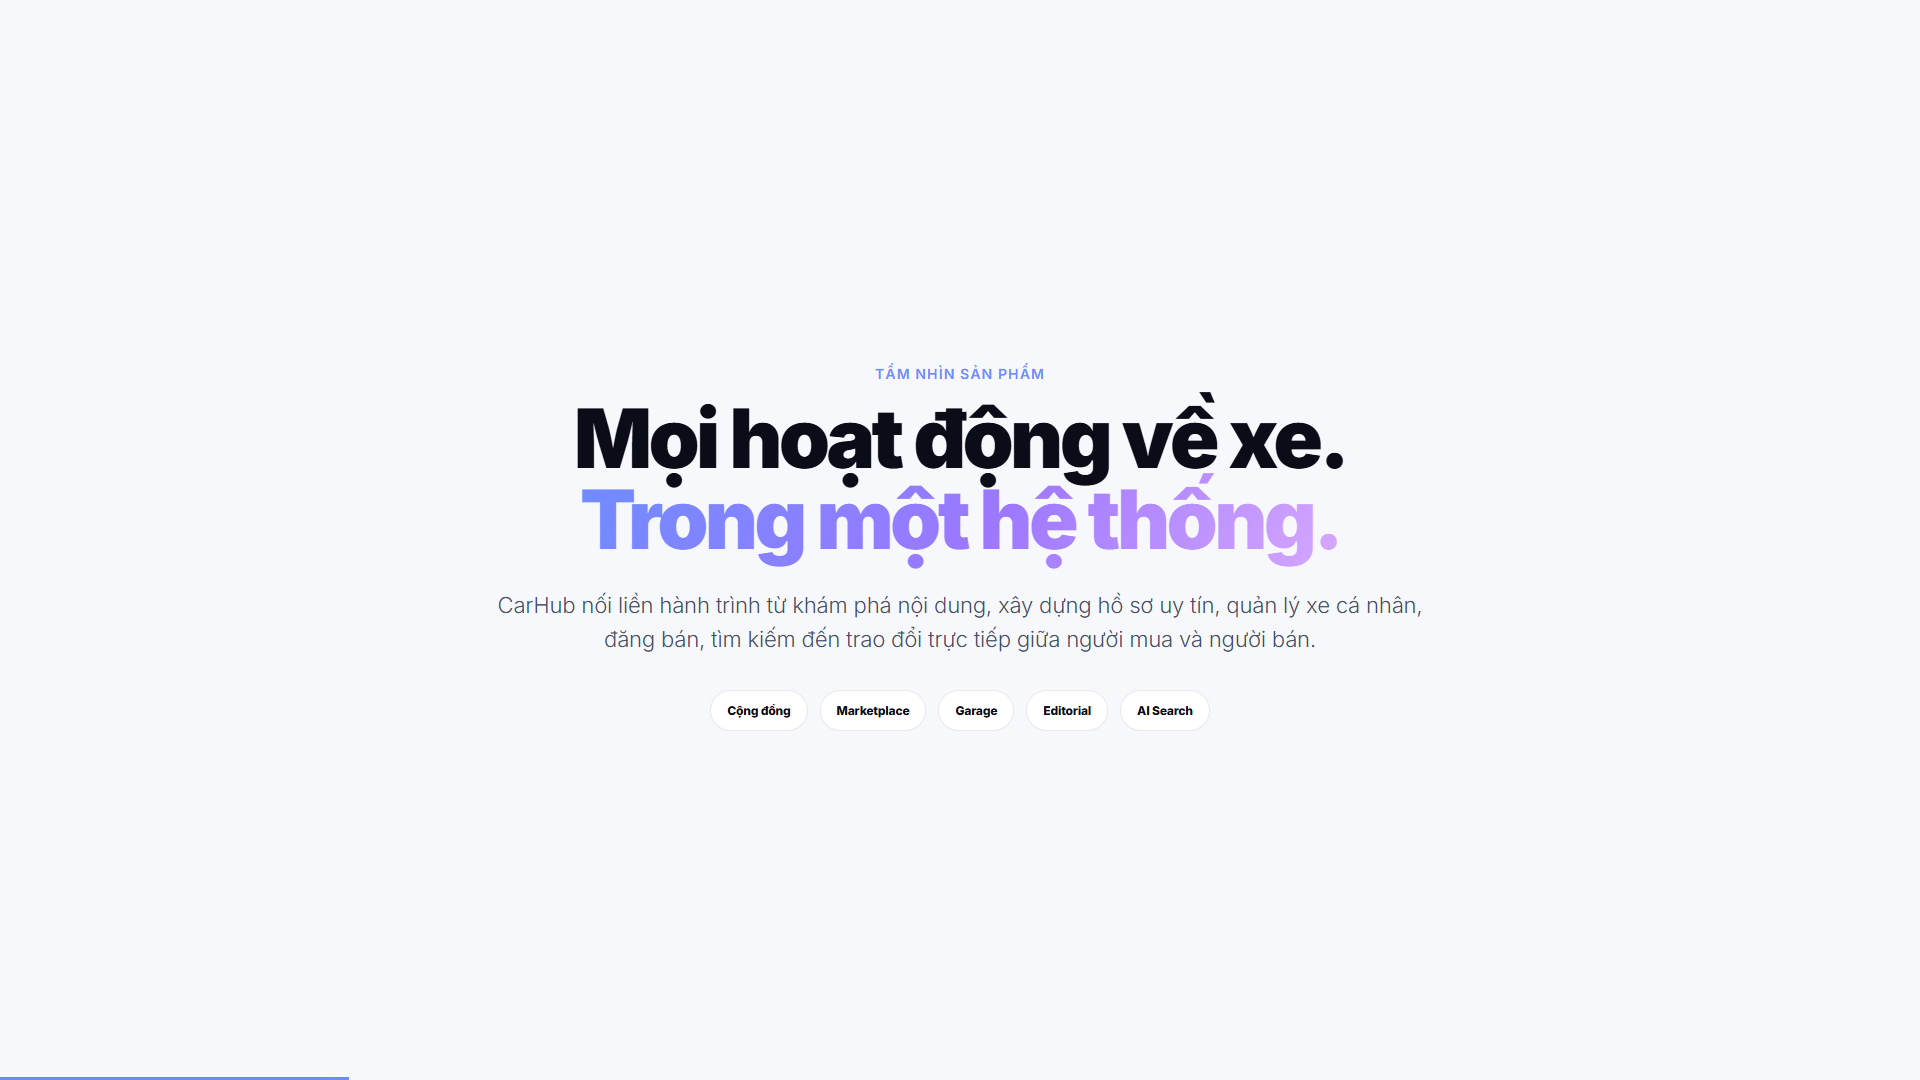 TẦM NHÌN SẢN PHẨM
Mọi hoạt động về xe.
Trong một hệ thống.
CarHub nối liền hành trình từ khám phá nội dung, xây dựng hồ sơ uy tín, quản lý xe cá nhân,
đăng bán, tìm kiếm đến trao đổi trực tiếp giữa người mua và người bán.
Cộng đồng Marketplace Garage Editorial AI Search